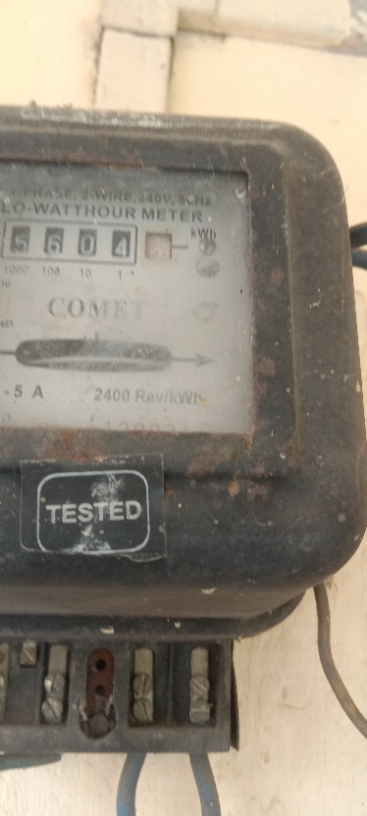 PHASE, 2-WIRE, 240V, 50Hz
LO-WATTHOUR METER
kWh
5 6 0 4
1000 100 10 1
10
COMET
- 5 A 2400 Rev/kWh
TESTED